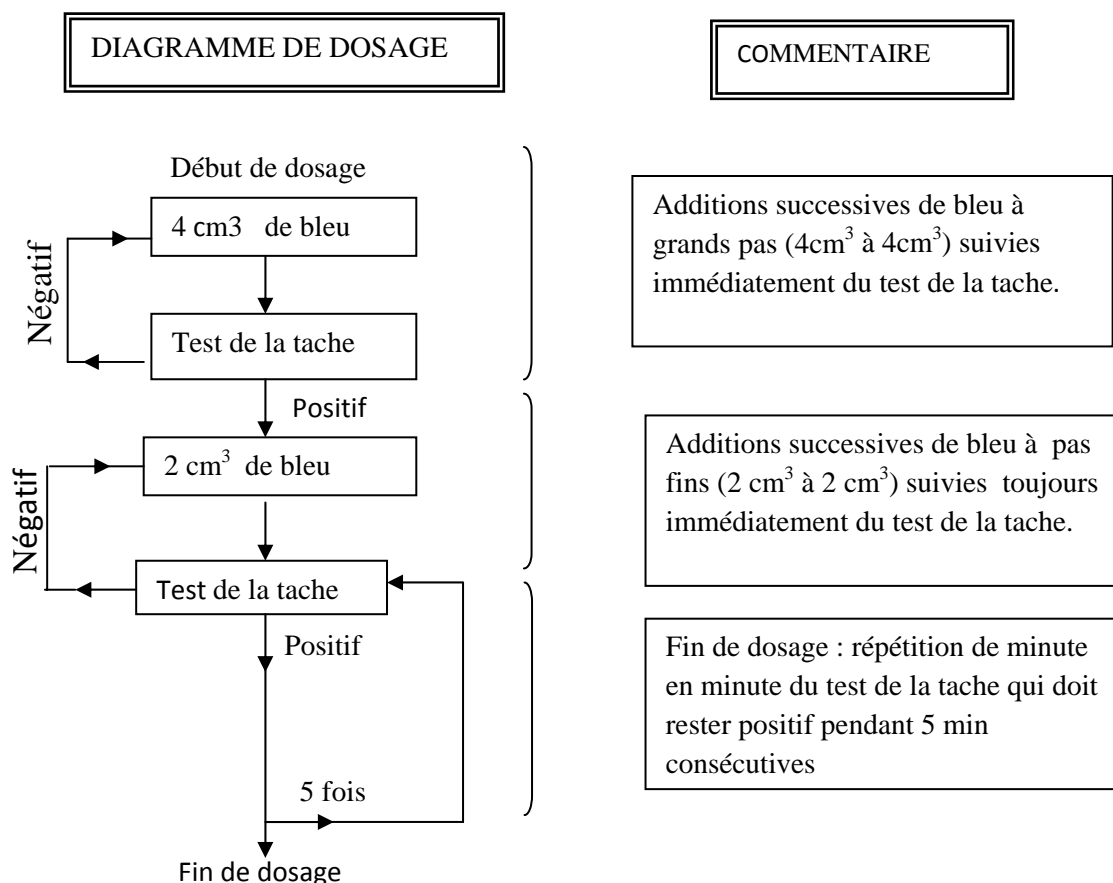 DIAGRAMME DE DOSAGE
COMMENTAIRE
Début de dosage
4 cm3 de bleu
Négatif
Test de la tache
Positif
2 cm³ de bleu
Négatif
Test de la tache
Positif
5 fois
Fin de dosage
Additions successives de bleu à
grands pas (4cm³ à 4cm³) suivies
immédiatement du test de la tache.
Additions successives de bleu à pas
fins (2 cm³ à 2 cm³) suivies toujours
immédiatement du test de la tache.
Fin de dosage : répétition de minute
en minute du test de la tache qui doit
rester positif pendant 5 min
consécutives